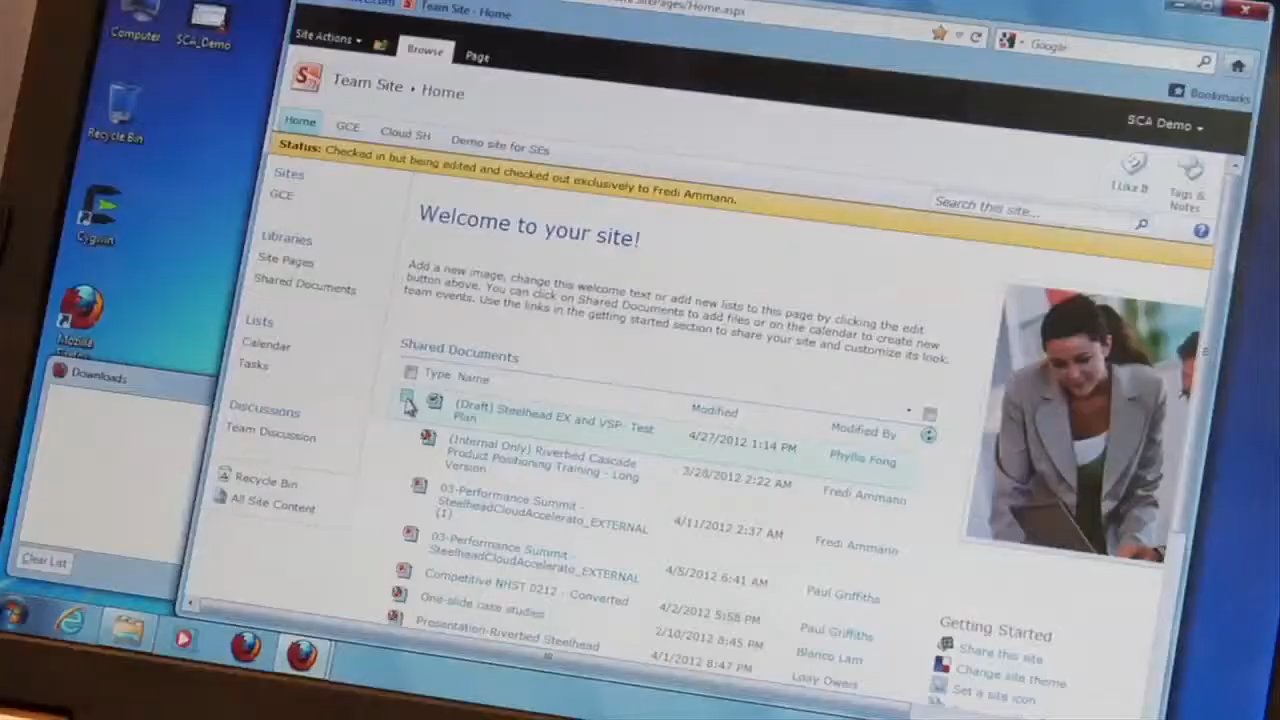 Team Site - Home
SitePages/Home.aspx
Google
Bookmarks
Computer
SCA_Demo
Recycle Bin
Cygwin
Mozilla
Downloads
Clear List
Site Actions
Browse
Page
SCA Demo
Team Site • Home
Home
GCE
Cloud SH
Demo site for SEs
I Like It
Tags &
Notes
Status: Checked in but being edited and checked out exclusively to Fredi Ammann.
Search this site...
Sites
GCE
Libraries
Site Pages
Shared Documents
Lists
Calendar
Tasks
Discussions
Team Discussion
Recycle Bin
All Site Content
Welcome to your site!
Add a new image, change this welcome text or add new lists to this page by clicking the edit
button above. You can click on Shared Documents to add files or on the calendar to create new
team events. Use the links in the getting started section to share your site and customize its look.
Shared Documents
Type Name Modified Modified By
(Draft) Steelhead EX and VSP- Test
Plan
4/27/2012 1:14 PM Phyllis Fong
(Internal Only) Riverbed Cascade
Product Positioning Training - Long
Version
3/28/2012 2:22 AM Fredi Ammann
03-Performance Summit -
SteelheadCloudAccelerato_EXTERNAL
(1)
4/11/2012 2:37 AM Fredi Ammann
03-Performance Summit -
SteelheadCloudAccelerato_EXTERNAL
4/5/2012 6:41 AM Paul Griffiths
Competitive NHST 0212 - Converted
4/2/2012 5:58 PM Paul Griffiths
One-slide case studies
2/10/2012 8:45 PM Blanco Lam
Presentation-Riverbed Steelhead
4/1/2012 8:47 PM Owens
Getting Started
Share this site
Change site theme
Set a site icon